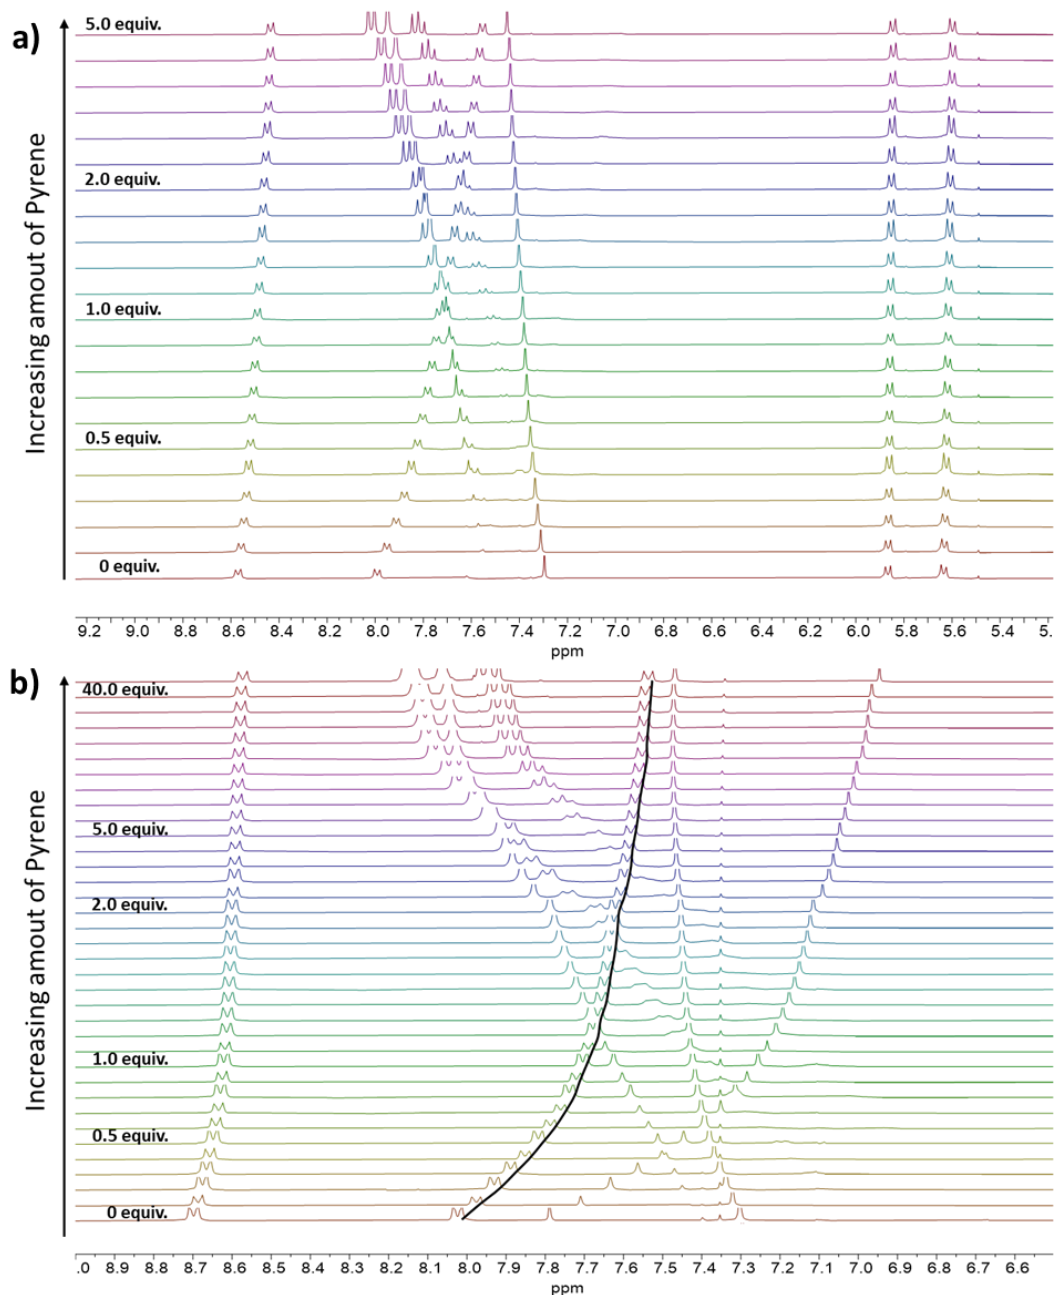 a)
5.0 equiv.
2.0 equiv.
1.0 equiv.
0.5 equiv.
0 equiv.
Increasing amout of Pyrene
9.2 9.0 8.8 8.6 8.4 8.2 8.0 7.8 7.6 7.4 7.2 7.0 6.8 6.6 6.4 6.2 6.0 5.8 5.6 5.4 5.
ppm
b)
40.0 equiv.
5.0 equiv.
2.0 equiv.
1.0 equiv.
0.5 equiv.
0 equiv.
Increasing amout of Pyrene
.0 8.9 8.8 8.7 8.6 8.5 8.4 8.3 8.2 8.1 8.0 7.9 7.8 7.7 7.6 7.5 7.4 7.3 7.2 7.1 7.0 6.9 6.8 6.7 6.6
ppm